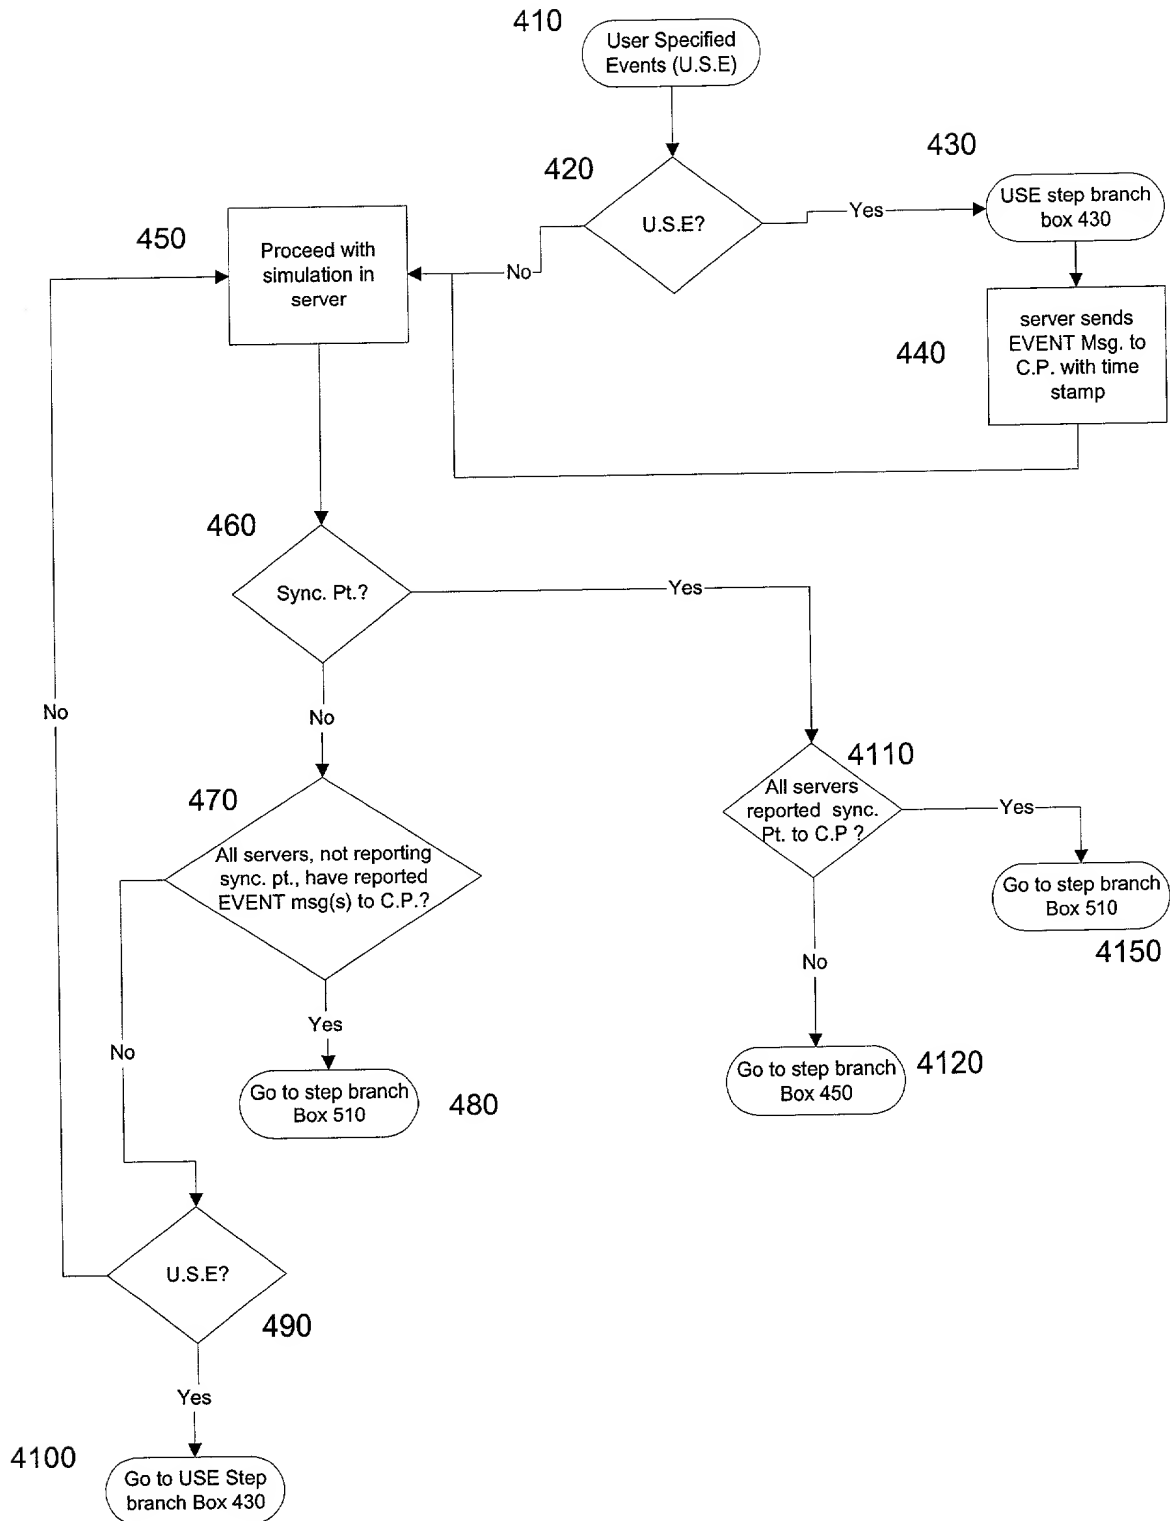 410
User Specified
Events (U.S.E)
420
430
U.S.E?
Yes
USE step branch
box 430
450
Proceed with
simulation in
server
No
440
server sends
EVENT Msg. to
C.P. with time
stamp
460
Sync. Pt.?
Yes
No
No
470
All servers, not reporting
sync. pt., have reported
EVENT msg(s) to C.P.?
4110
All servers
reported sync.
Pt. to C.P ?
Yes
Go to step branch
Box 510
4150
No
Yes
No
Go to step branch
Box 510
480
Go to step branch
Box 450
4120
U.S.E?
490
Yes
4100
Go to USE Step
branch Box 430